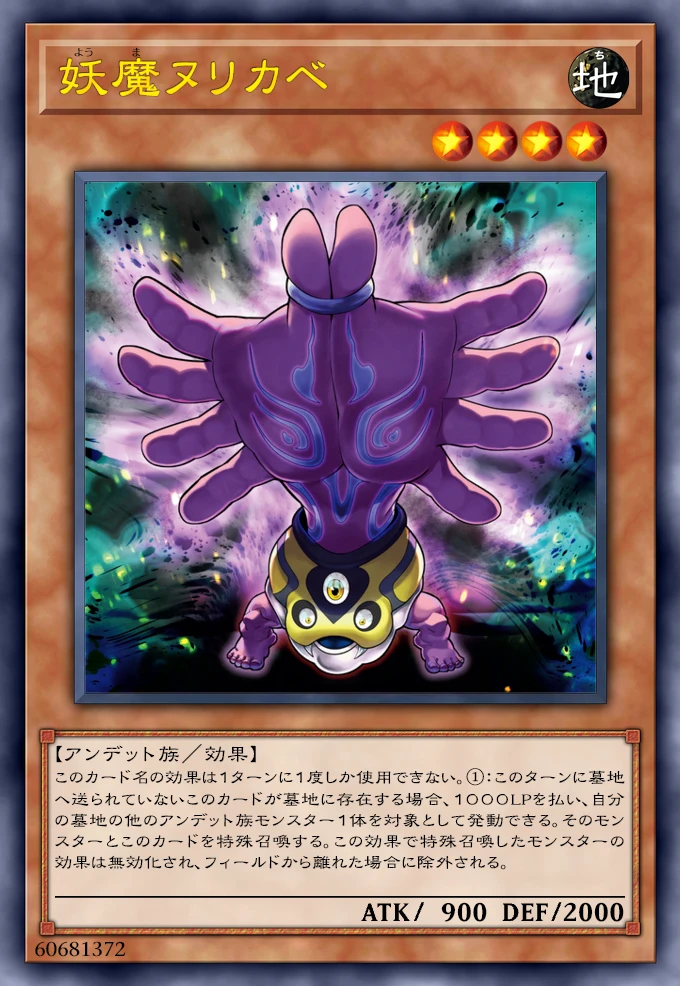 よう ま
妖魔ヌリカベ
ち
地
【アンデット族／効果】
このカード名の効果は１ターンに１度しか使用できない。①：このターンに墓地
へ送られていないこのカードが墓地に存在する場合、１０００LPを払い、自分
の墓地の他のアンデット族モンスター１体を対象として発動できる。そのモン
スターとこのカードを特殊召喚する。この効果で特殊召喚したモンスターの
効果は無効化され、フィールドから離れた場合に除外される。
ATK/ 900 DEF/2000
60681372